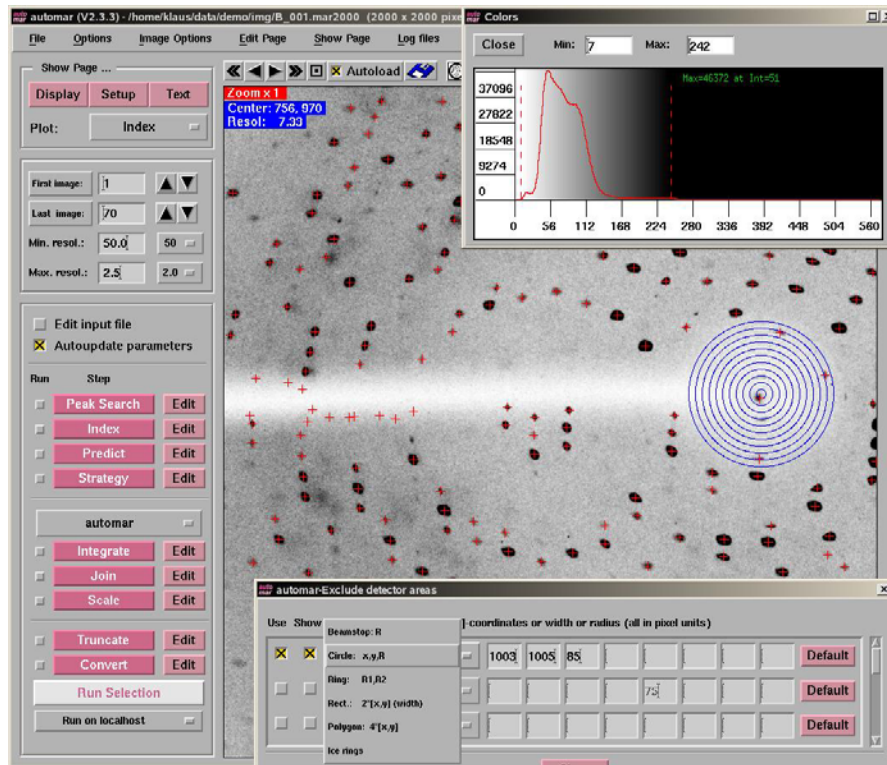 automar (V2.3.3) - /home/klaus/data/demo/img/B_001.mar2000 (2000 x 2000 pixe
File Options Image Options Edit Page Show Page Log files
Show Page ...
Display Setup Text
Plot: Index
First image: 1
Last image: 70
Min. resol.: 50.0 50
Max. resol.: 2.5 2.0
Edit input file
Autoupdate parameters
Run Step
Peak Search Edit
Index Edit
Predict Edit
Strategy Edit
automar
Integrate Edit
Join Edit
Scale Edit
Truncate Edit
Convert Edit
Run Selection
Run on localhost
Autoload
Zoom x 1
Center: 756, 970
Resol: 7.33
Colors
Close Min: 7 Max: 242
Max=46372 at Int=51
37096
27822
18548
9274
0
0 56 112 168 224 280 336 392 448 504 560
automar-Exclude detector areas
Use Show ]-coordinates or width or radius (all in pixel units)
Beamstop: R
Circle: x,y,R
Ring: R1,R2
Rect.: 2*[x,y] (width)
Polygon: 4*[x,y]
Ice rings
1003 1005 85 Default
75 Default
Default